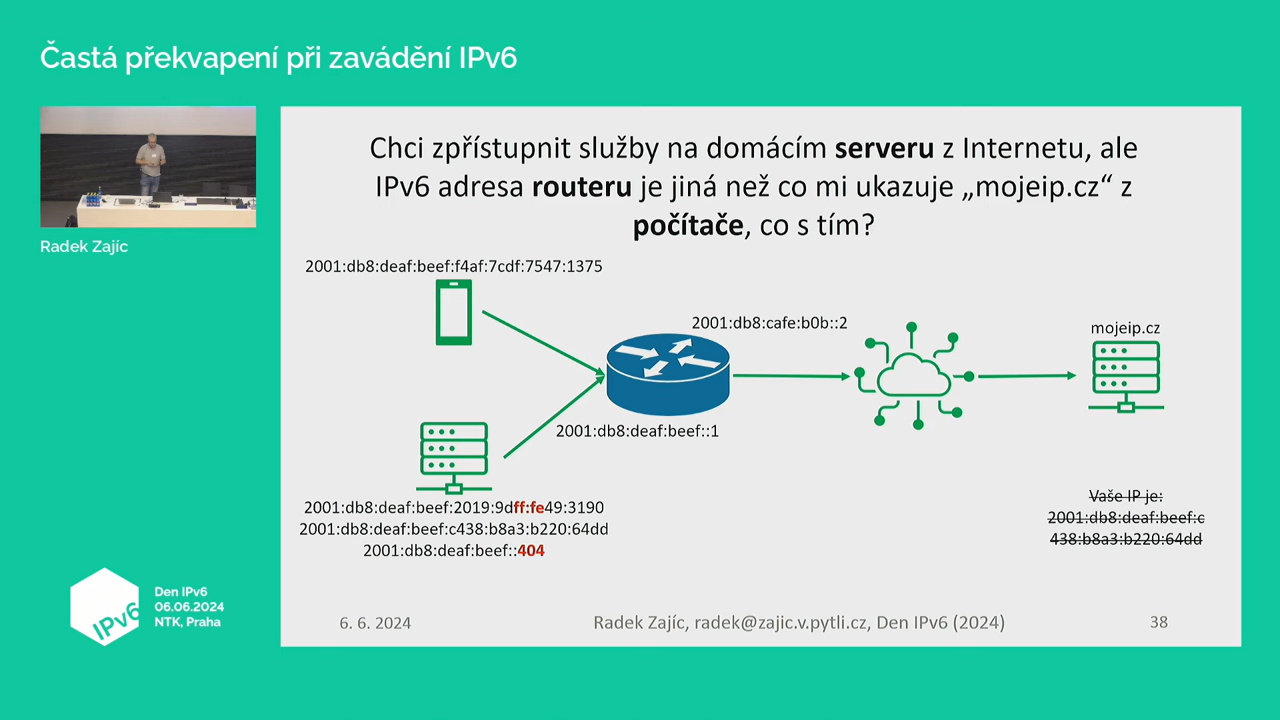 Častá překvapení při zavádění IPv6
Radek Zajíc
Chci zpřístupnit služby na domácím serveru z Internetu, ale
IPv6 adresa routeru je jiná než co mi ukazuje „mojeip.cz“ z
počítače, co s tím?
2001:db8:deaf:beef:f4af:7cdf:7547:1375
2001:db8:cafe:b0b::2
mojeip.cz
2001:db8:deaf:beef::1
2001:db8:deaf:beef:2019:9dff:fe49:3190
2001:db8:deaf:beef:c438:b8a3:b220:64dd
2001:db8:deaf:beef::404
Vaše IP je:
2001:db8:deaf:beef:c
438:b8a3:b220:64dd
IPv6
Den IPv6
06.06.2024
NTK, Praha
6. 6. 2024
Radek Zajíc, radek@zajic.v.pytli.cz, Den IPv6 (2024)
38